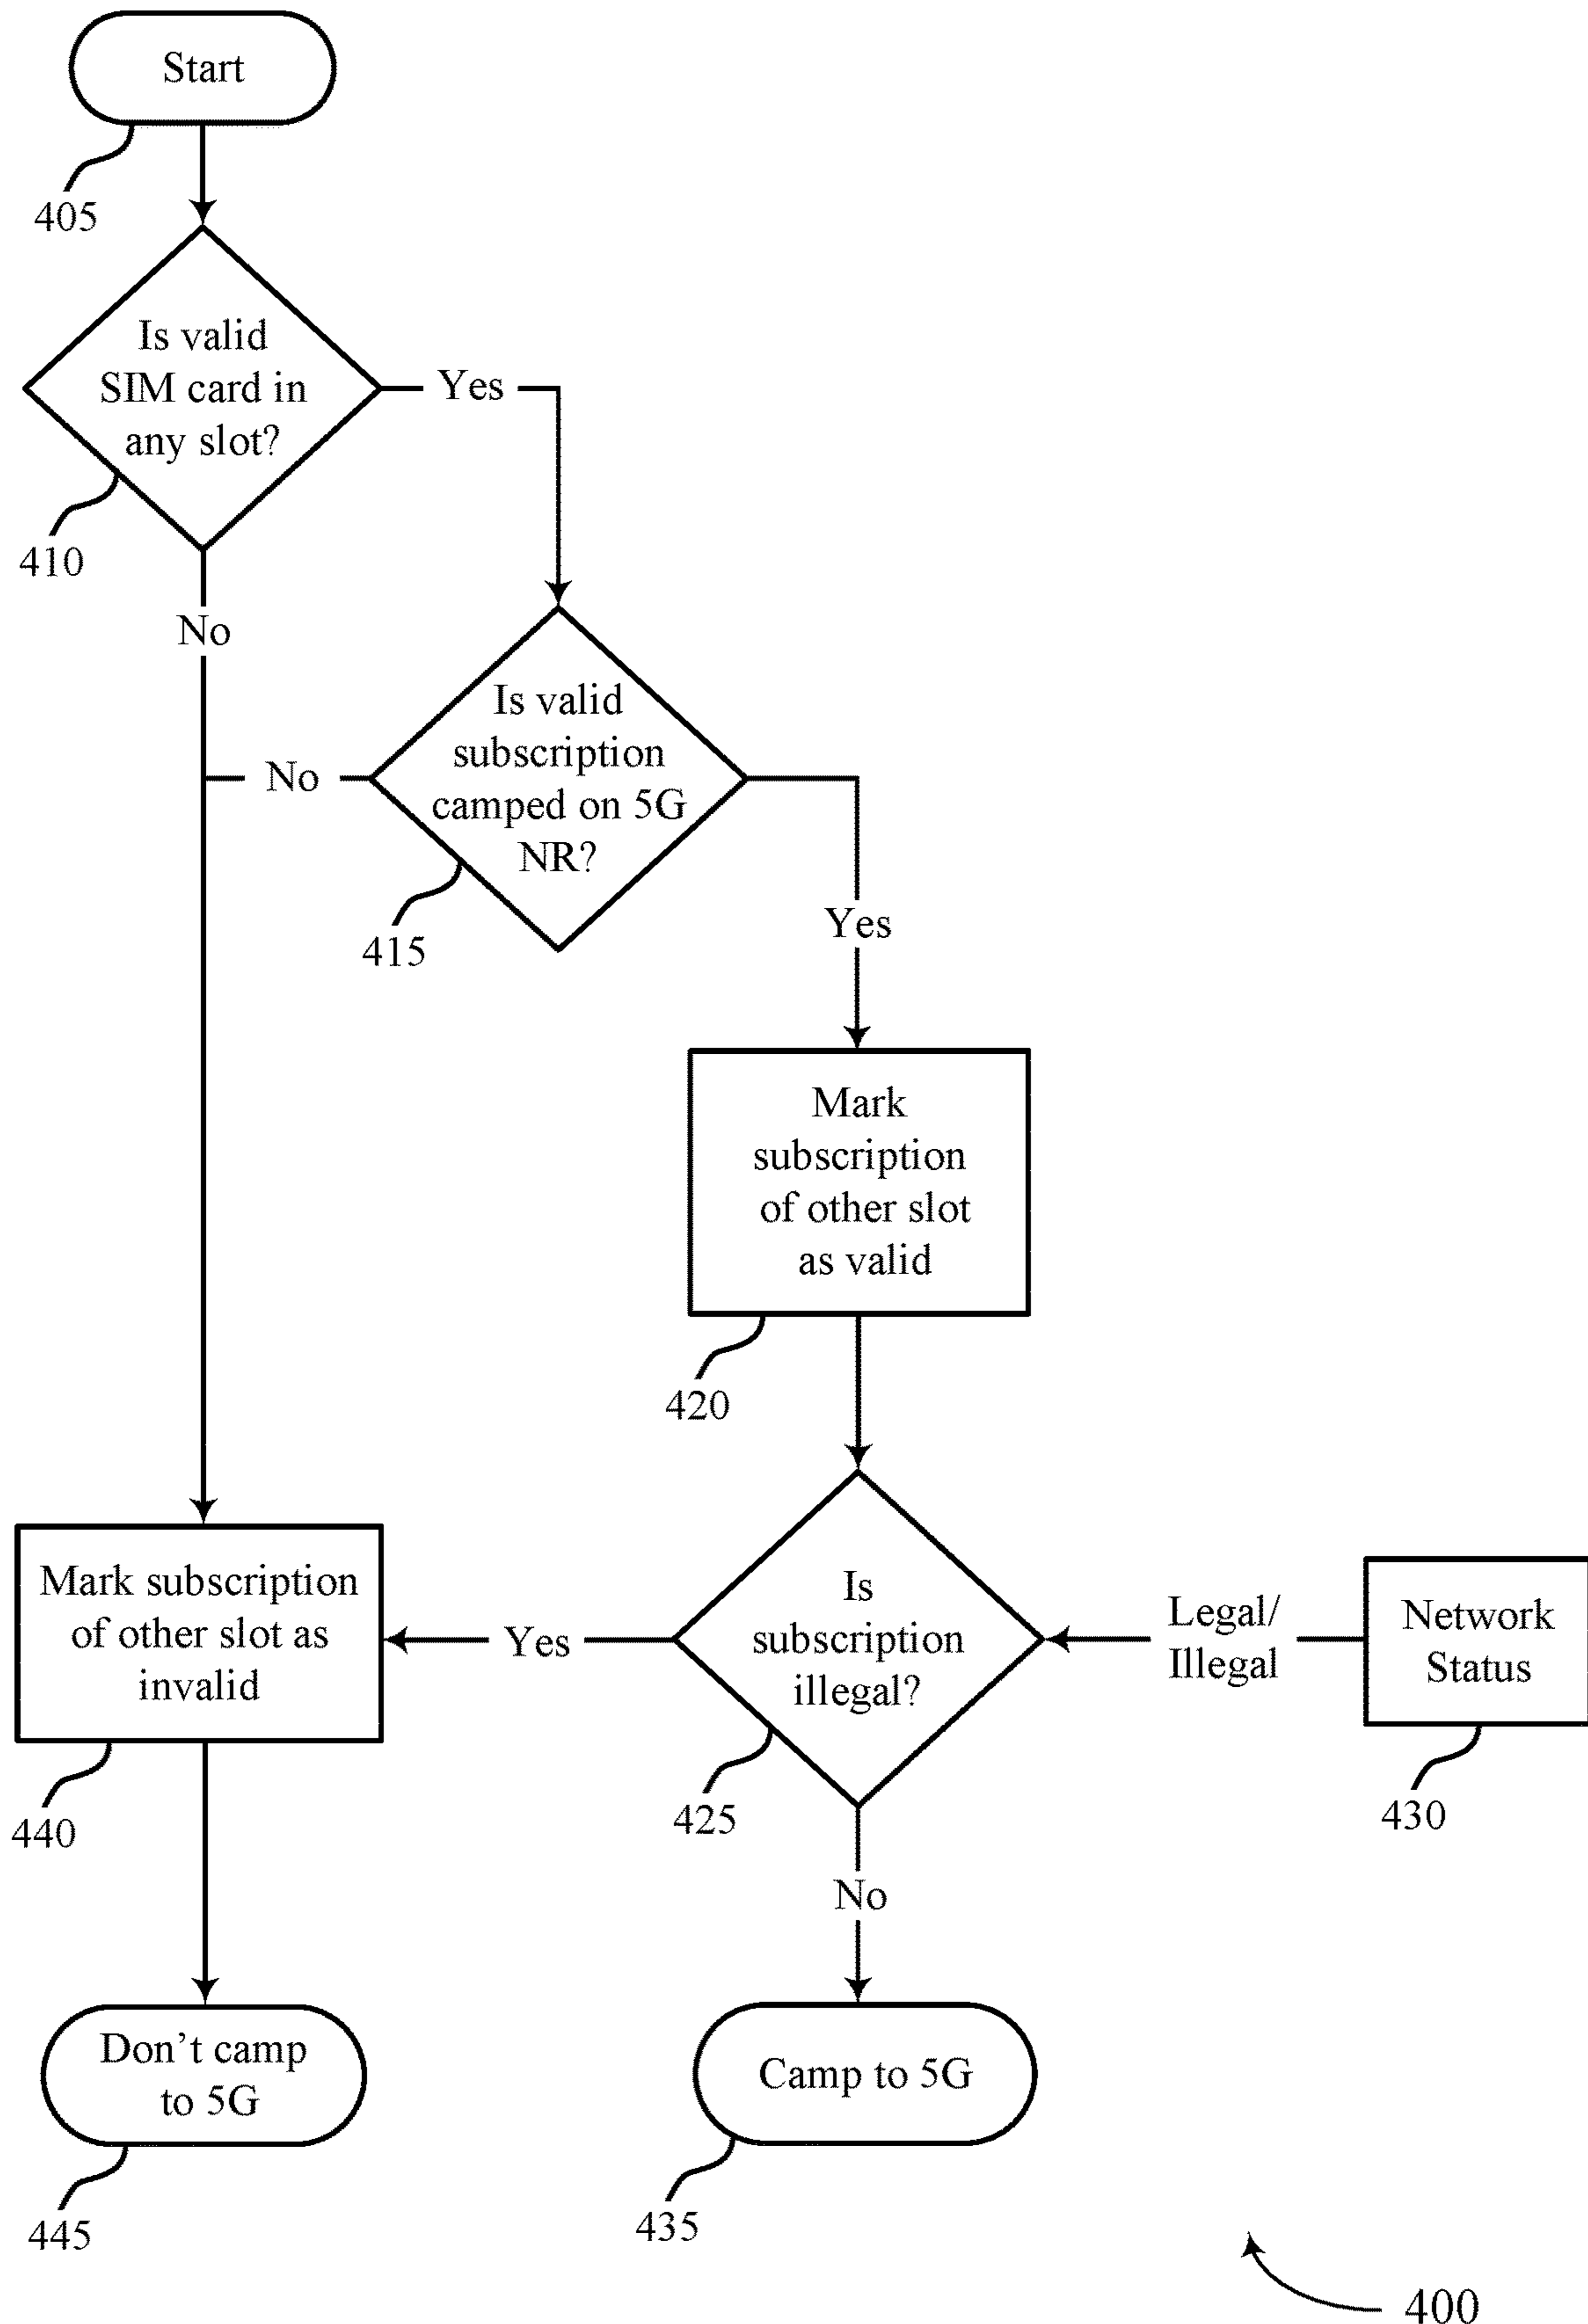 Start
405
Is valid
SIM card in
any slot?
Yes
410
No
Is valid
subscription
camped on 5G
NR?
No
415
Yes
Mark
subscription
of other slot
as valid
420
Mark subscription
of other slot as
invalid
Yes
Is
subscription
illegal?
Legal/
Illegal
Network
Status
440
425
430
No
Don’t camp
to 5G
Camp to 5G
445
435
400